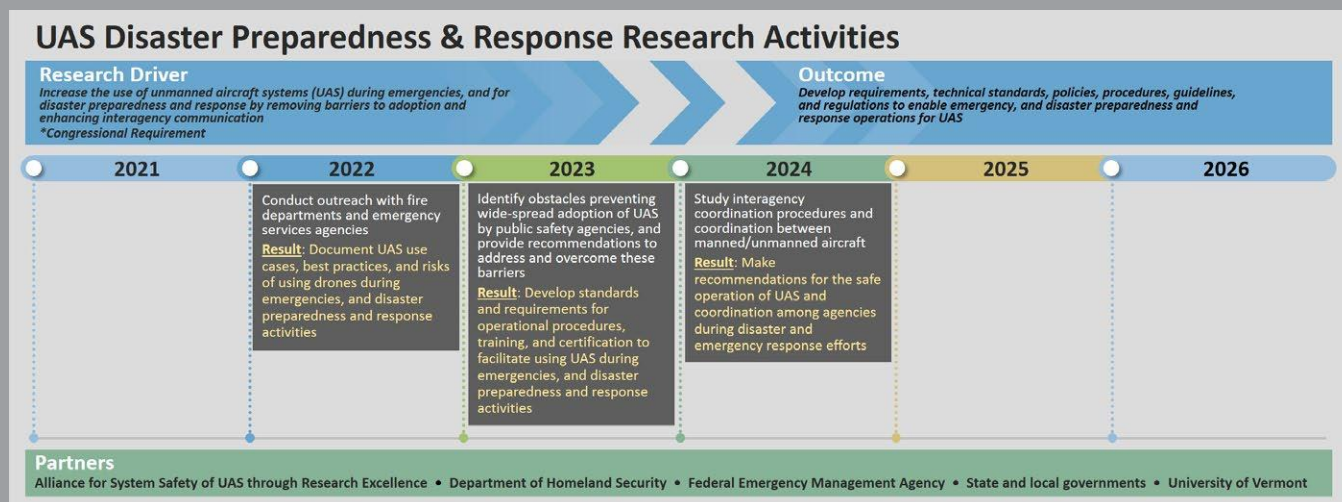 UAS Disaster Preparedness & Response Research Activities
Research Driver
Increase the use of unmanned aircraft systems (UAS) during emergencies, and for
disaster preparedness and response by removing barriers to adoption and
enhancing interagency communication
*Congressional Requirement
Outcome
Develop requirements, technical standards, policies, procedures, guidelines,
and regulations to enable emergency, and disaster preparedness and
response operations for UAS
2021
2022
2023
2024
2025
2026
Conduct outreach with fire
departments and emergency
services agencies
Result: Document UAS use
cases, best practices, and risks
of using drones during
emergencies, and disaster
preparedness and response
activities
Identify obstacles preventing
wide-spread adoption of UAS
by public safety agencies, and
provide recommendations to
address and overcome these
barriers
Result: Develop standards
and requirements for
operational procedures,
training, and certification to
facilitate using UAS during
emergencies, and disaster
preparedness and response
activities
Study interagency
coordination procedures and
coordination between
manned/unmanned aircraft
Result: Make
recommendations for the safe
operation of UAS and
coordination among agencies
during disaster and
emergency response efforts
Partners
Alliance for System Safety of UAS through Research Excellence • Department of Homeland Security • Federal Emergency Management Agency • State and local governments • University of Vermont